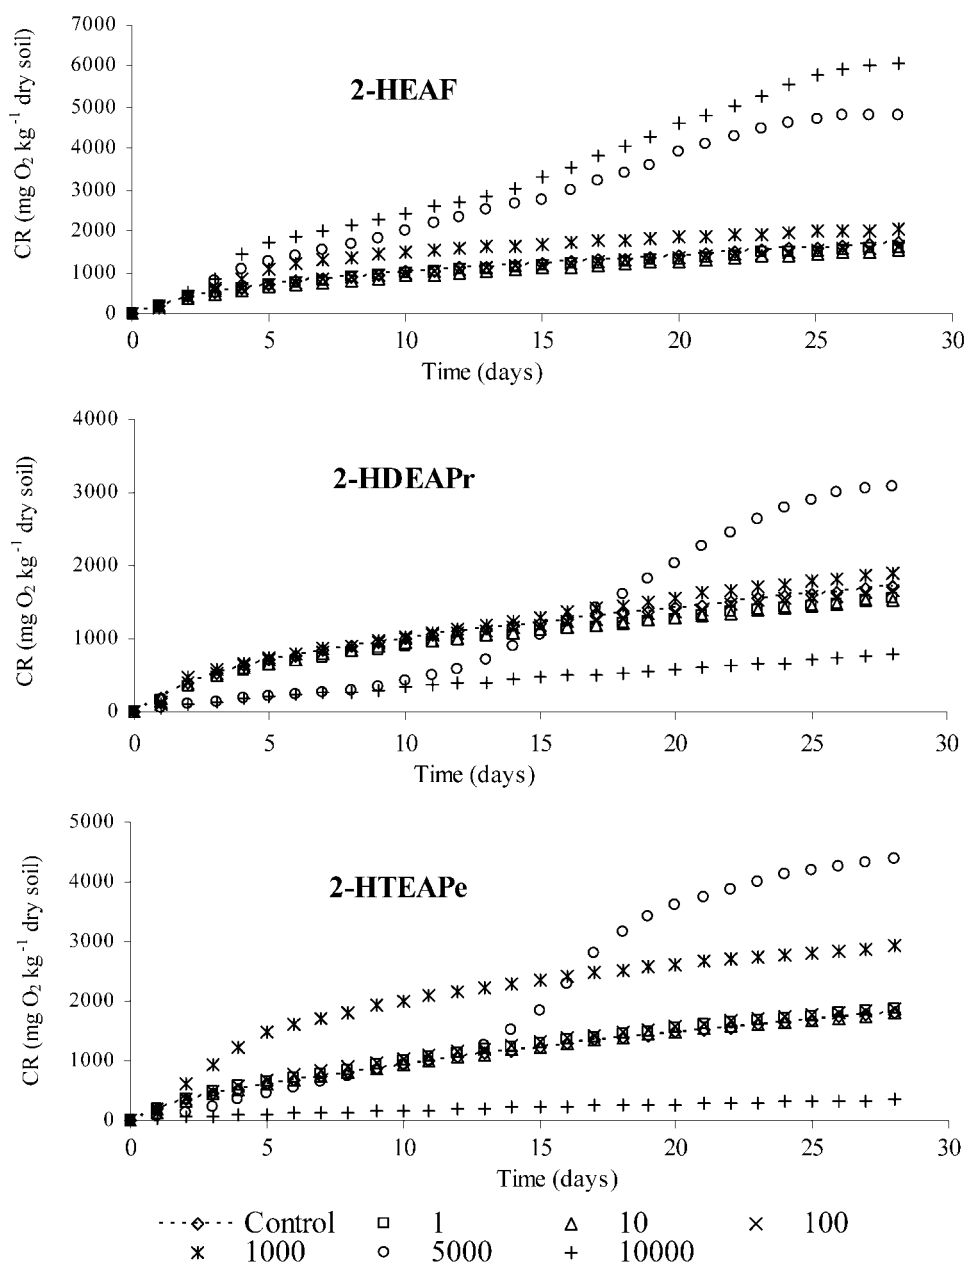 7000
6000
5000
4000
3000
2000
1000
0
CR (mg O₂ kg⁻¹ dry soil)
2-HEAF
0 5 10 15 20 25 30
Time (days)
4000
3000
2000
1000
0
CR (mg O₂ kg⁻¹ dry soil)
2-HDEAPr
0 5 10 15 20 25 30
Time (days)
5000
4000
3000
2000
1000
0
CR (mg O₂ kg⁻¹ dry soil)
2-HTEAPe
0 5 10 15 20 25 30
Time (days)
Control 1 10 100
1000 5000 10000